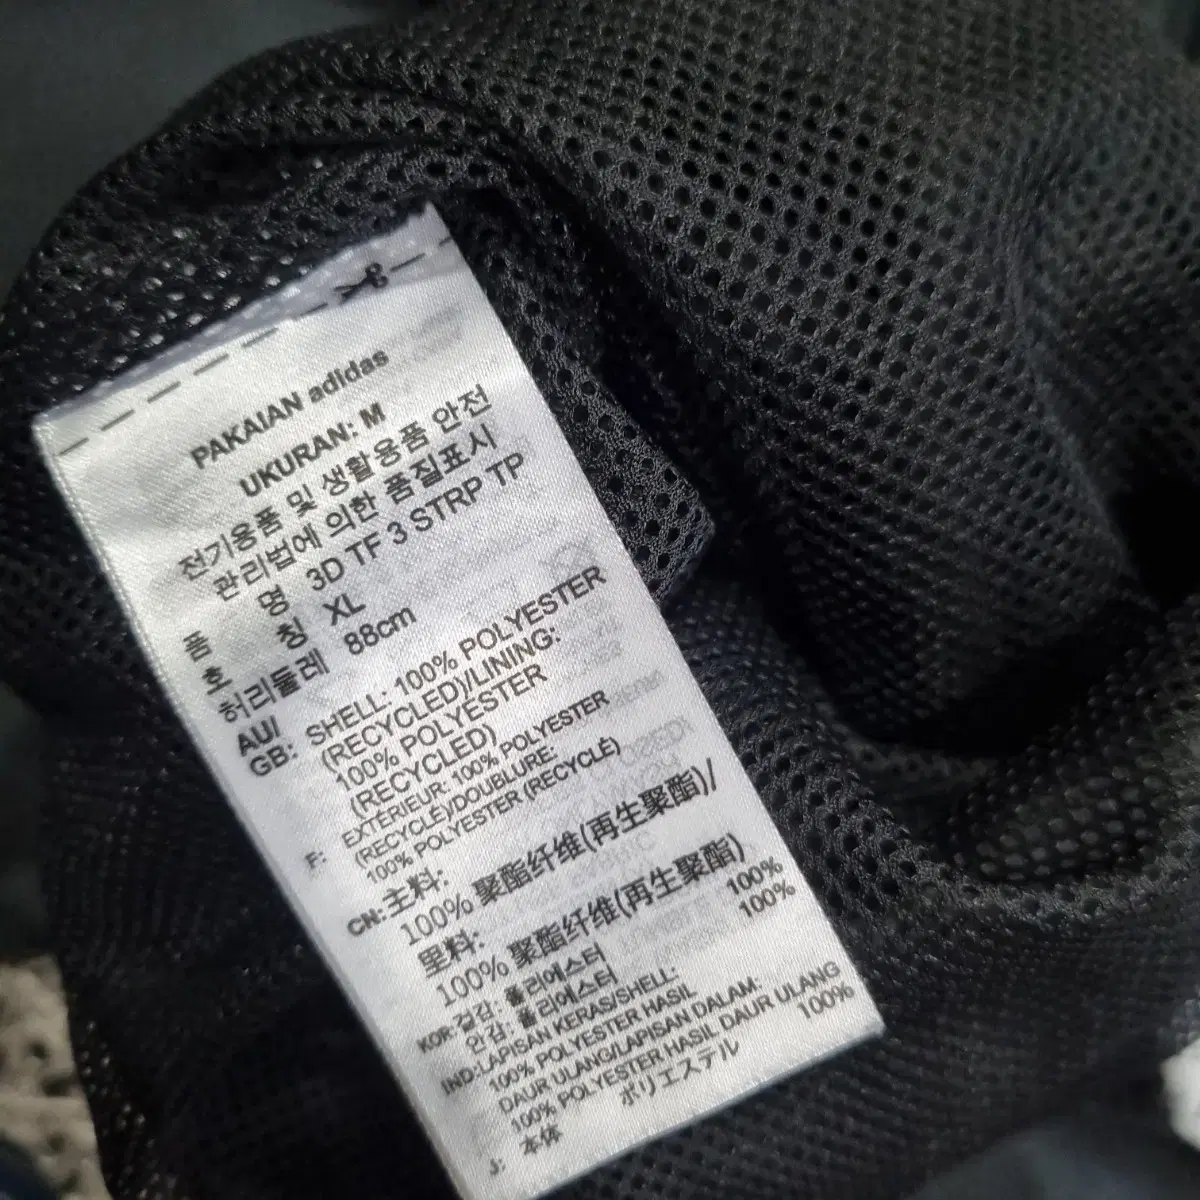 PAKAIAN adidas
UKURAN: M
전기용품 및 생활용품 안전
관리법에 의한 품질표시
품 명 3D TF 3 STRP TP
호 칭 XL
허리둘레 88cm
AU/
GB: SHELL: 100% POLYESTER
(RECYCLED)/LINING:
100% POLYESTER
(RECYCLED)
F: EXTÉRIEUR: 100% POLYESTER
(RECYCLÉ)/DOUBLURE:
100% POLYESTER (RECYCLÉ)
CN: 主料:
100% 聚酯纤维(再生聚酯)/
里料:
100% 聚酯纤维(再生聚酯)
KOR: 겉감: 폴리에스터 100%
안감: 폴리에스터 100%
IND: LAPISAN KERAS/SHELL:
100% POLYESTER HASIL
DAUR ULANG/LAPISAN DALAM:
100% POLYESTER HASIL DAUR ULANG
J: 本体 ポリエステル 100%